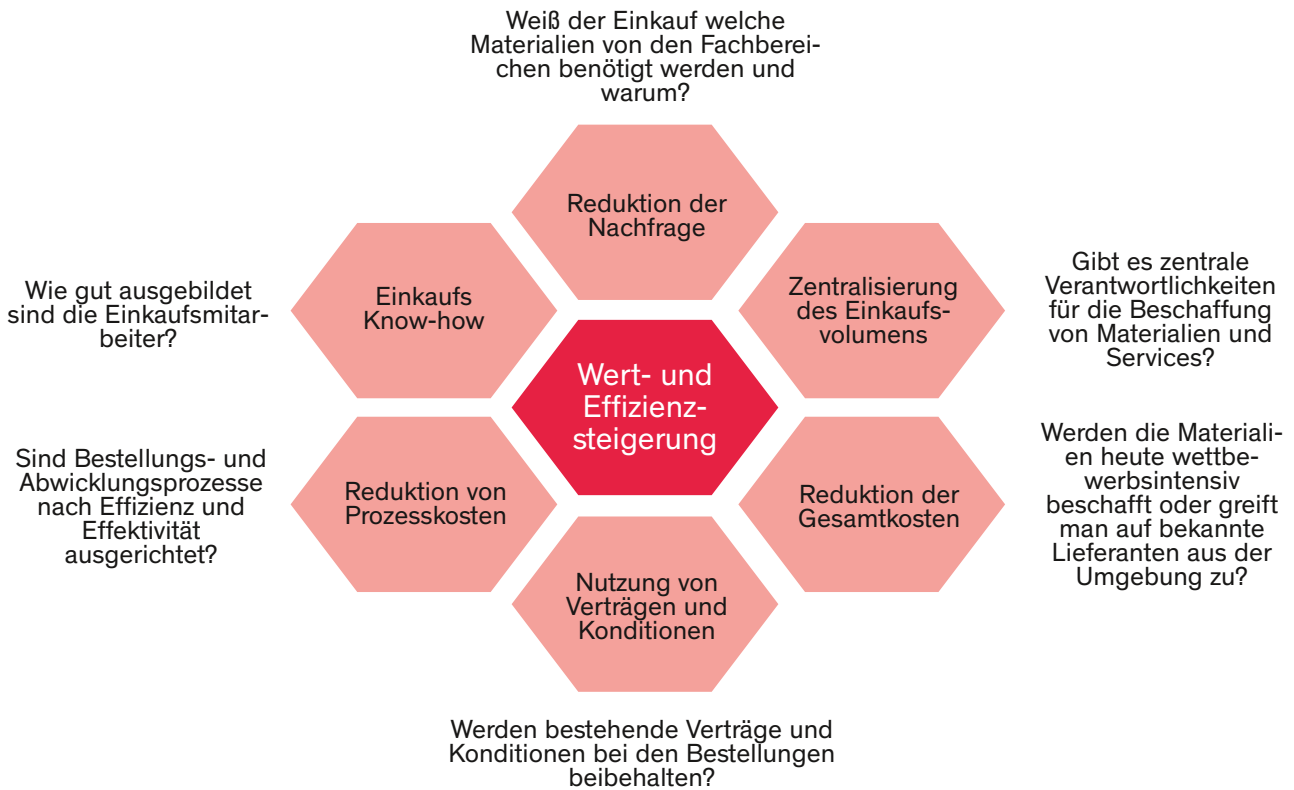 Weiß der Einkauf welche
Materialien von den Fachberei-
chen benötigt werden und
warum?
Reduktion der
Nachfrage
Einkaufs
Know-how
Zentralisierung
des Einkaufs-
volumens
Wie gut ausgebildet
sind die Einkaufsmitar-
beiter?
Gibt es zentrale
Verantwortlichkeiten
für die Beschaffung
von Materialien und
Services?
Wert- und
Effizienz-
steigerung
Sind Bestellungs- und
Abwicklungsprozesse
nach Effizienz und
Effektivität
ausgerichtet?
Reduktion von
Prozesskosten
Reduktion der
Gesamtkosten
Werden die Materiali-
en heute wettbe-
werbsintensiv
beschafft oder greift
man auf bekannte
Lieferanten aus der
Umgebung zu?
Nutzung von
Verträgen und
Konditionen
Werden bestehende Verträge und
Konditionen bei den Bestellungen
beibehalten?